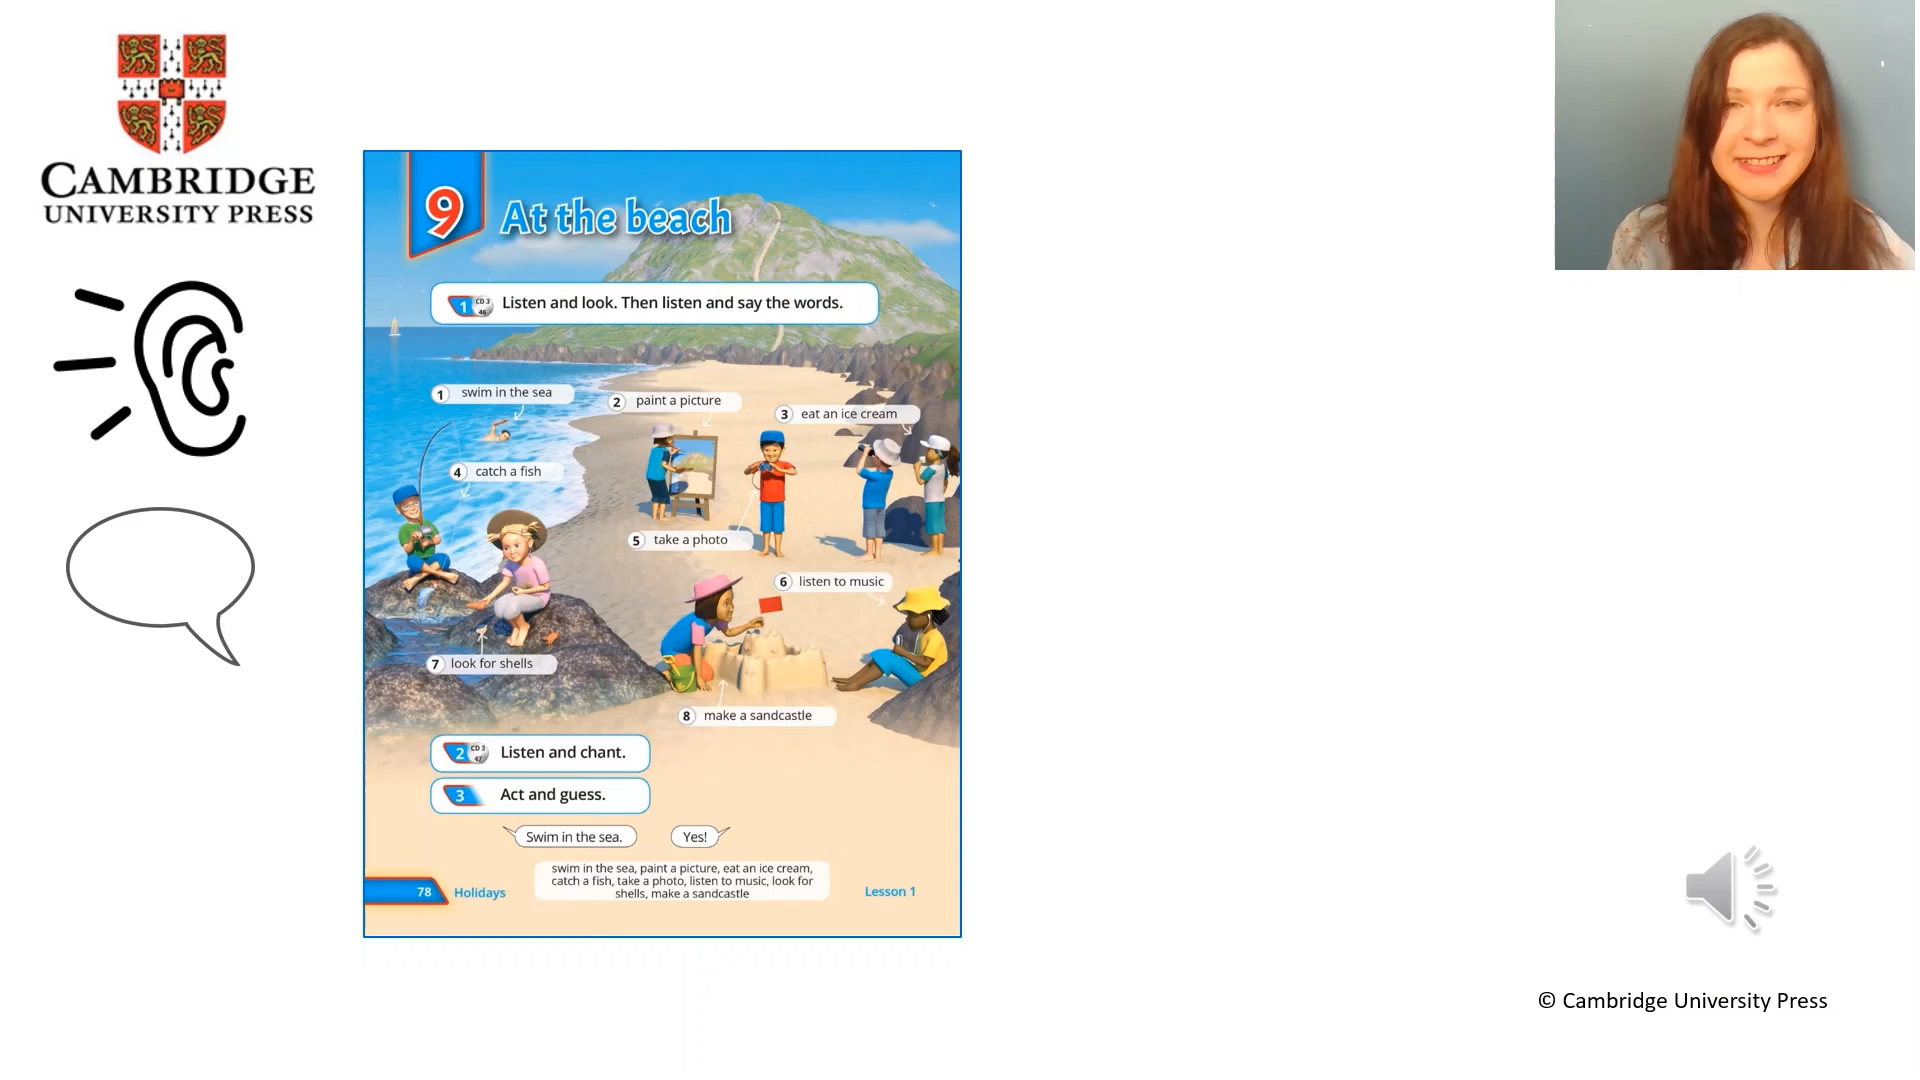 CAMBRIDGE
UNIVERSITY PRESS
9 At the beach
1 CD 3 46 Listen and look. Then listen and say the words.
1 swim in the sea
2 paint a picture
3 eat an ice cream
4 catch a fish
5 take a photo
6 listen to music
7 look for shells
8 make a sandcastle
2 CD 3 47 Listen and chant.
3 Act and guess.
Swim in the sea. Yes!
swim in the sea, paint a picture, eat an ice cream,
catch a fish, take a photo, listen to music, look for
shells, make a sandcastle
78 Holidays
Lesson 1
© Cambridge University Press